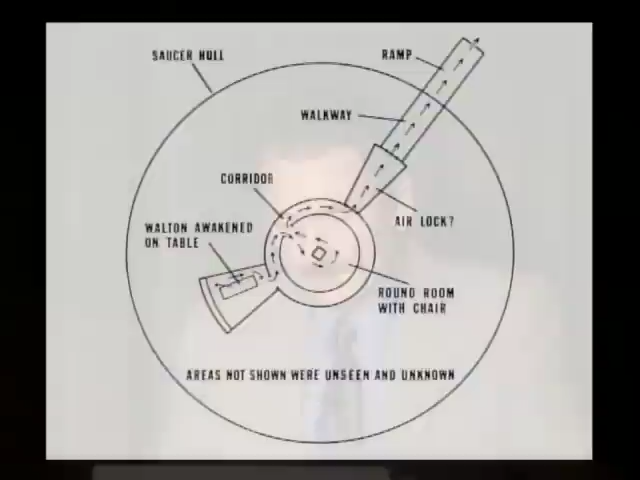 SAUCER HULL
RAMP
WALKWAY
CORRIDOR
AIR LOCK?
WALTON AWAKENED
ON TABLE
ROUND ROOM
WITH CHAIR
AREAS NOT SHOWN WERE UNSEEN AND UNKNOWN